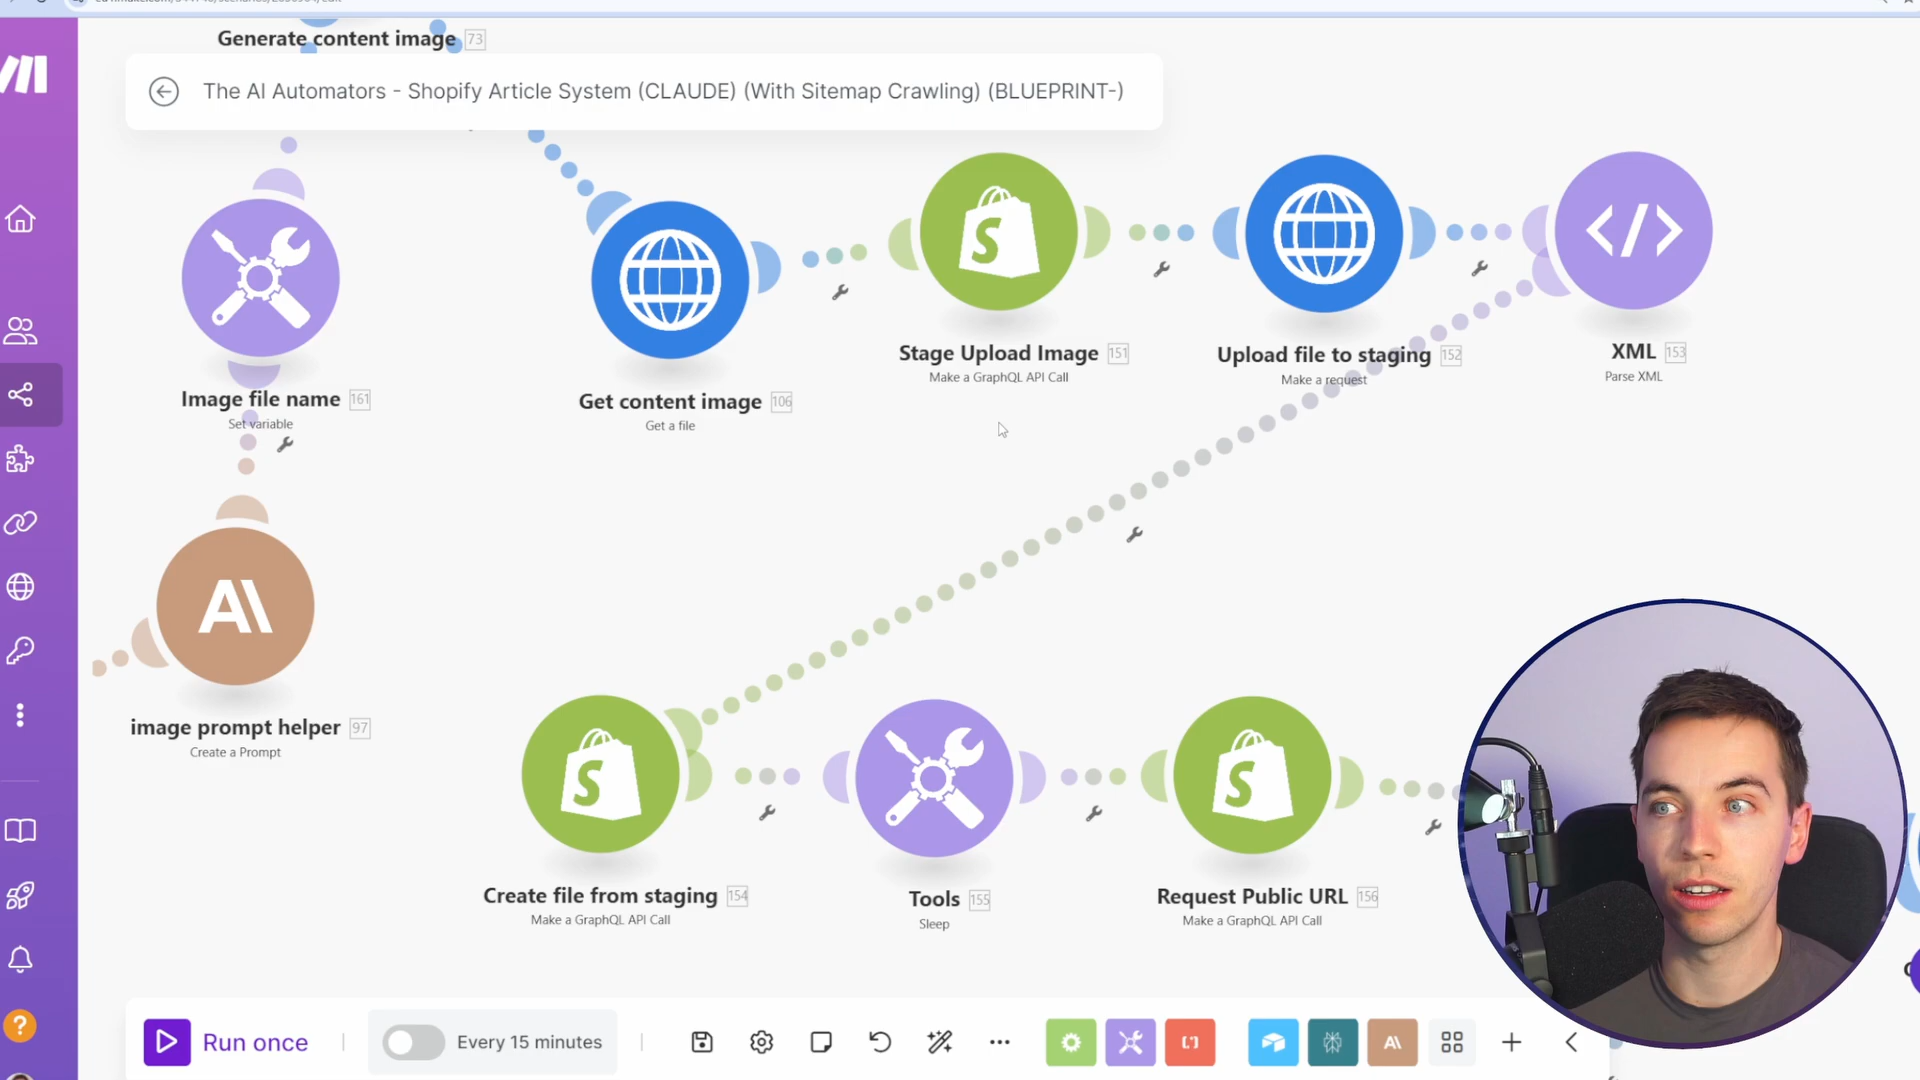 Generate content image 73
The AI Automators - Shopify Article System (CLAUDE) (With Sitemap Crawling) (BLUEPRINT-)
Image file name 161
Set variable
Get content image 106
Get a file
Stage Upload Image 151
Make a GraphQL API Call
Upload file to staging 152
Make a request
XML 153
Parse XML
image prompt helper 97
Create a Prompt
Create file from staging 154
Make a GraphQL API Call
Tools 155
Sleep
Request Public URL 156
Make a GraphQL API Call
Run once
Every 15 minutes